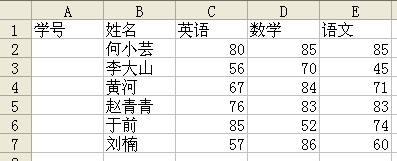 A B C D E
1 学号 姓名 英语 数学 语文
2 何小芸 80 85 85
3 李大山 56 70 45
4 黄河 67 84 71
5 赵青青 76 83 83
6 于前 85 52 74
7 刘楠 57 86 60